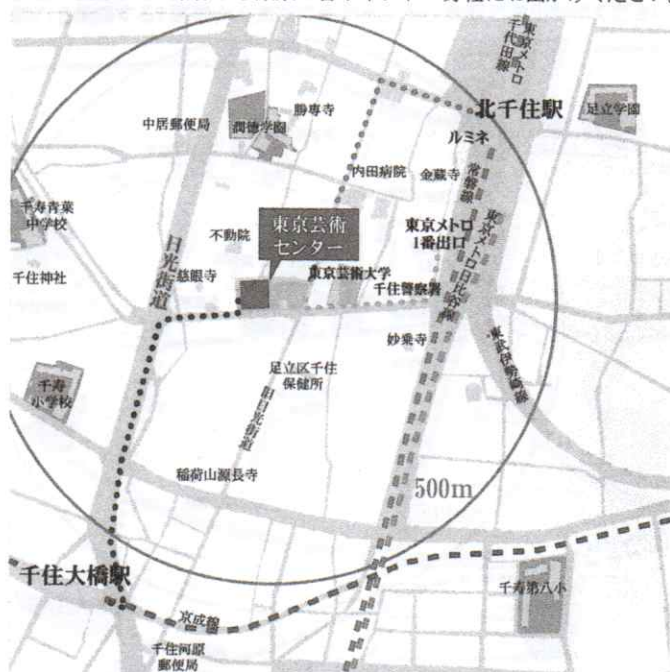 東京メトロ
千代田線
北千住駅
足立学園
ルミネ
中居郵便局
潤徳学園
勝専寺
内田病院
金蔵寺
常磐線
千寿青葉
中学校
不動院
東京芸術
センター
東京メトロ
1番出口
東京メトロ日比谷線
日光街道
慈眼寺
東京芸術大学
千住警察署
千住神社
妙乗寺
東武伊勢崎線
足立区千住
保健所
千寿
小学校
旧日光街道
稲荷山源長寺
500m
千住大橋駅
千寿第八小
京成線
千住河原
郵便局